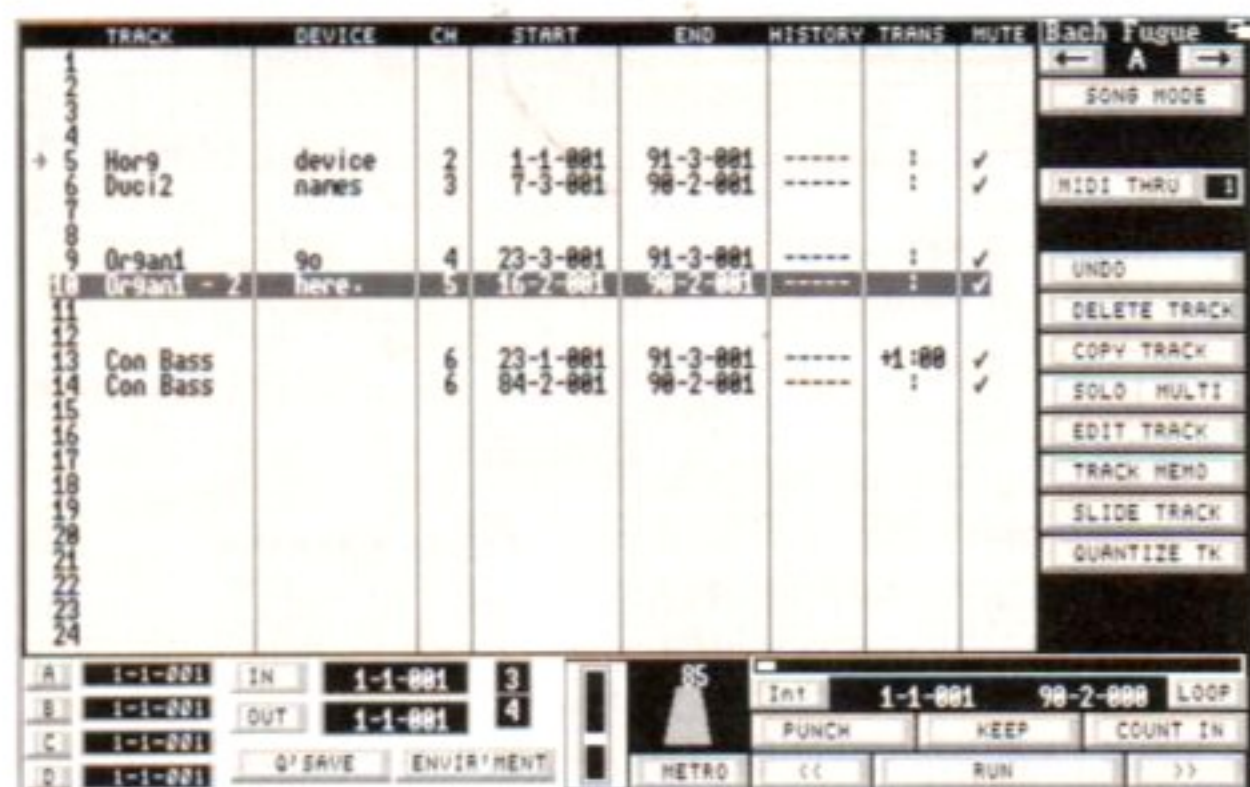 TRACK DEVICE CH START END HISTORY TRANS MUTE
Bach Fugue
← A →
SONG MODE
1
2
3
4
→ 5 Horg device 2 1-1-001 91-3-001 ----- : ✓
6 Duci2 names 3 7-3-001 90-2-001 ----- : ✓
MIDI THRU 1
7
8
9 Organ1 go 4 23-3-001 91-3-001 ----- : ✓
10 Organ1 - 2 here. 5 16-2-001 90-2-001 ----- : ✓
11
12
13 Con Bass 6 23-1-001 91-3-001 ----- +1:00 ✓
14 Con Bass 6 84-2-001 90-2-001 ----- : ✓
15
16
17
18
19
20
21
22
23
24
UNDO
DELETE TRACK
COPY TRACK
SOLO MULTI
EDIT TRACK
TRACK MEMO
SLIDE TRACK
QUANTIZE TK
A 1-1-001
B 1-1-001
C 1-1-001
D 1-1-001
IN 1-1-001
OUT 1-1-001
3
4
Q'SAVE ENVIR'MENT
85
METRO
Int 1-1-001 90-2-000 LOOP
PUNCH KEEP COUNT IN
<< RUN >>